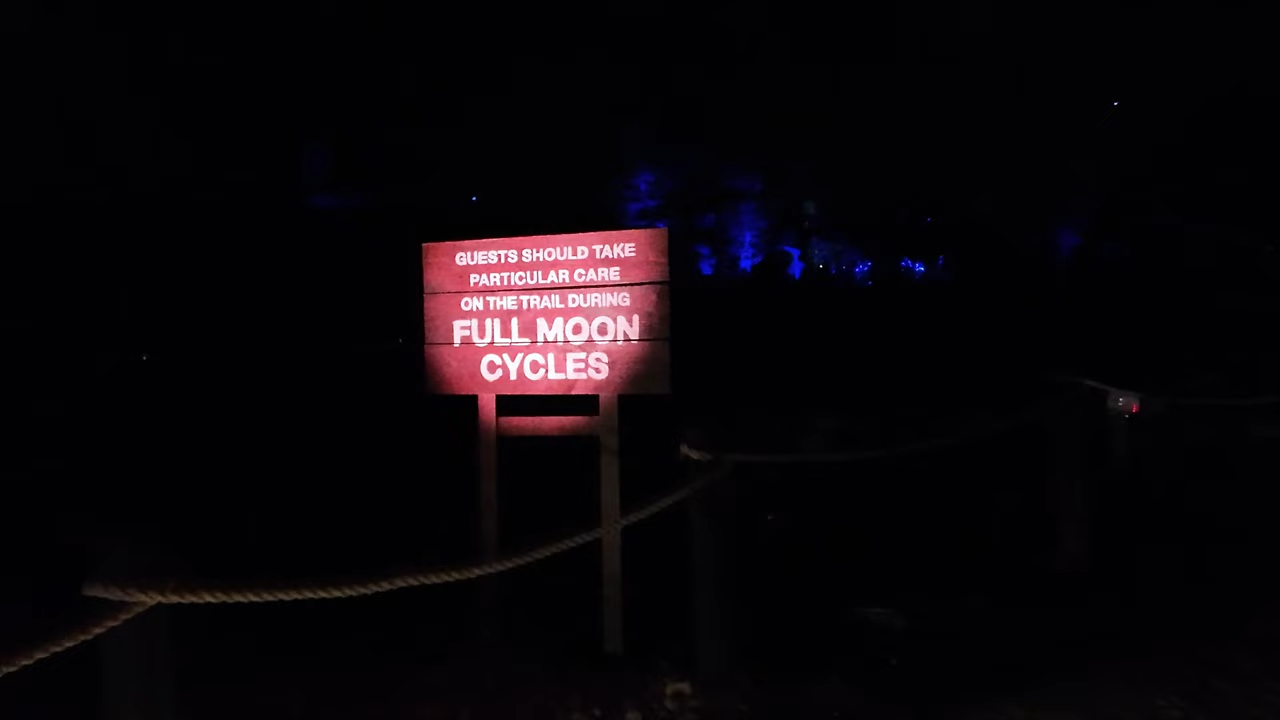 GUESTS SHOULD TAKE
PARTICULAR CARE
ON THE TRAIL DURING
FULL MOON
CYCLES